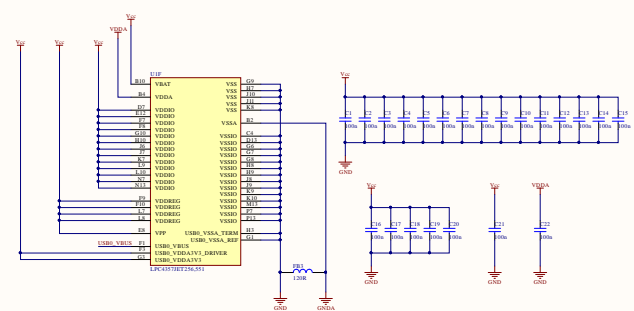 Vcc
VDDA
Vcc
Vcc
Vcc
U1F
B10 VBAT VSS G9
VSS H7
B4 VDDA VSS J10
VSS J11
D7 VDDIO VSS K8
E12 VDDIO
F7 VDDIO VSSA B2
F8 VDDIO
G10 VDDIO VSSIO C4
H10 VDDIO VSSIO D13
J6 VDDIO VSSIO G6
J7 VDDIO VSSIO G7
K7 VDDIO VSSIO G8
L9 VDDIO VSSIO H8
L10 VDDIO VSSIO H9
N7 VDDIO VSSIO J8
N13 VDDIO VSSIO J9
VSSIO K9
P9 VDDREG VSSIO K10
F10 VDDREG VSSIO M13
L7 VDDREG VSSIO P7
L8 VDDREG VSSIO P13
E8 VPP USB0_VSSA_TERM H3
USB0_VSSA_REF G1
USB0_VBUS F1 USB0_VBUS
F3 USB0_VDDA3V3_DRIVER
G3 USB0_VDDA3V3
LPC4357JET256,551
FB3
120R
GND
GNDA
Vcc
C1 C2 C3 C4 C5 C6 C7 C8 C9 C10 C11 C12 C13 C14 C15
100n 100n 100n 100n 100n 100n 100n 100n 100n 100n 100n 100n 100n 100n 100n
GND
Vcc
Vcc
VDDA
C16 C17 C18 C19 C20 C21 C22
100n 100n 100n 100n 100n 100n 100n
GND
GND
GND